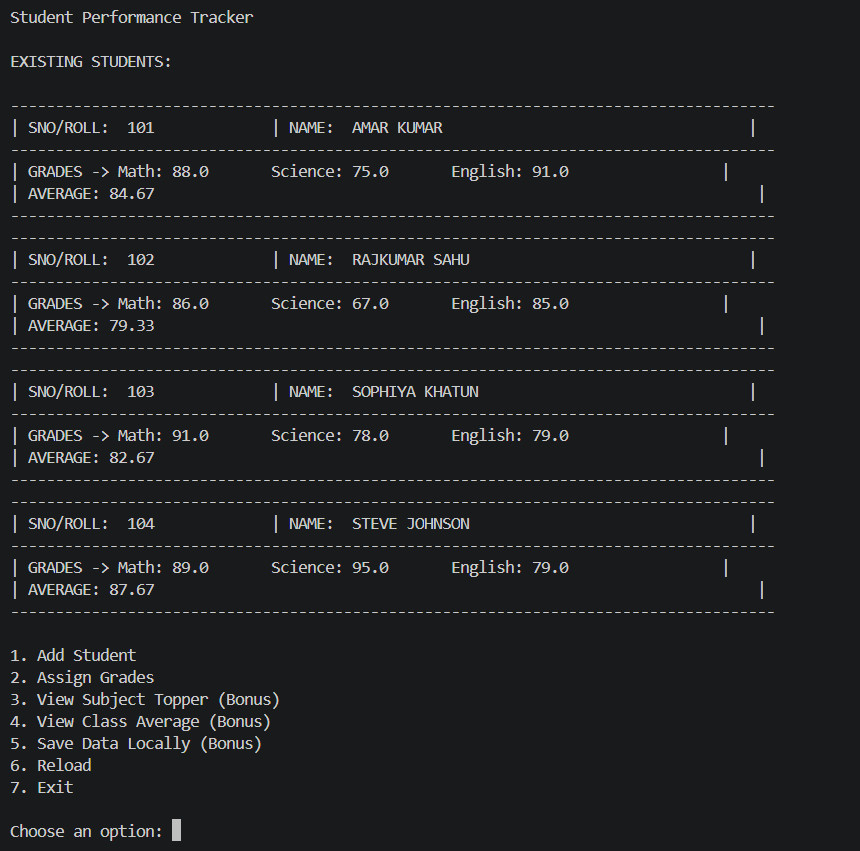 Student Performance Tracker
EXISTING STUDENTS:
-------------------------------------------------------------------------------------
| SNO/ROLL:  101             | NAME:  AMAR KUMAR                                  |
-------------------------------------------------------------------------------------
| GRADES -> Math: 88.0       Science: 75.0       English: 91.0                 |
| AVERAGE: 84.67                                                                   |
-------------------------------------------------------------------------------------
-------------------------------------------------------------------------------------
| SNO/ROLL:  102             | NAME:  RAJKUMAR SAHU                               |
-------------------------------------------------------------------------------------
| GRADES -> Math: 86.0       Science: 67.0       English: 85.0                 |
| AVERAGE: 79.33                                                                   |
-------------------------------------------------------------------------------------
-------------------------------------------------------------------------------------
| SNO/ROLL:  103             | NAME:  SOPHIYA KHATUN                              |
-------------------------------------------------------------------------------------
| GRADES -> Math: 91.0       Science: 78.0       English: 79.0                 |
| AVERAGE: 82.67                                                                   |
-------------------------------------------------------------------------------------
-------------------------------------------------------------------------------------
| SNO/ROLL:  104             | NAME:  STEVE JOHNSON                               |
-------------------------------------------------------------------------------------
| GRADES -> Math: 89.0       Science: 95.0       English: 79.0                 |
| AVERAGE: 87.67                                                                   |
-------------------------------------------------------------------------------------
1. Add Student
2. Assign Grades
3. View Subject Topper (Bonus)
4. View Class Average (Bonus)
5. Save Data Locally (Bonus)
6. Reload
7. Exit
Choose an option: